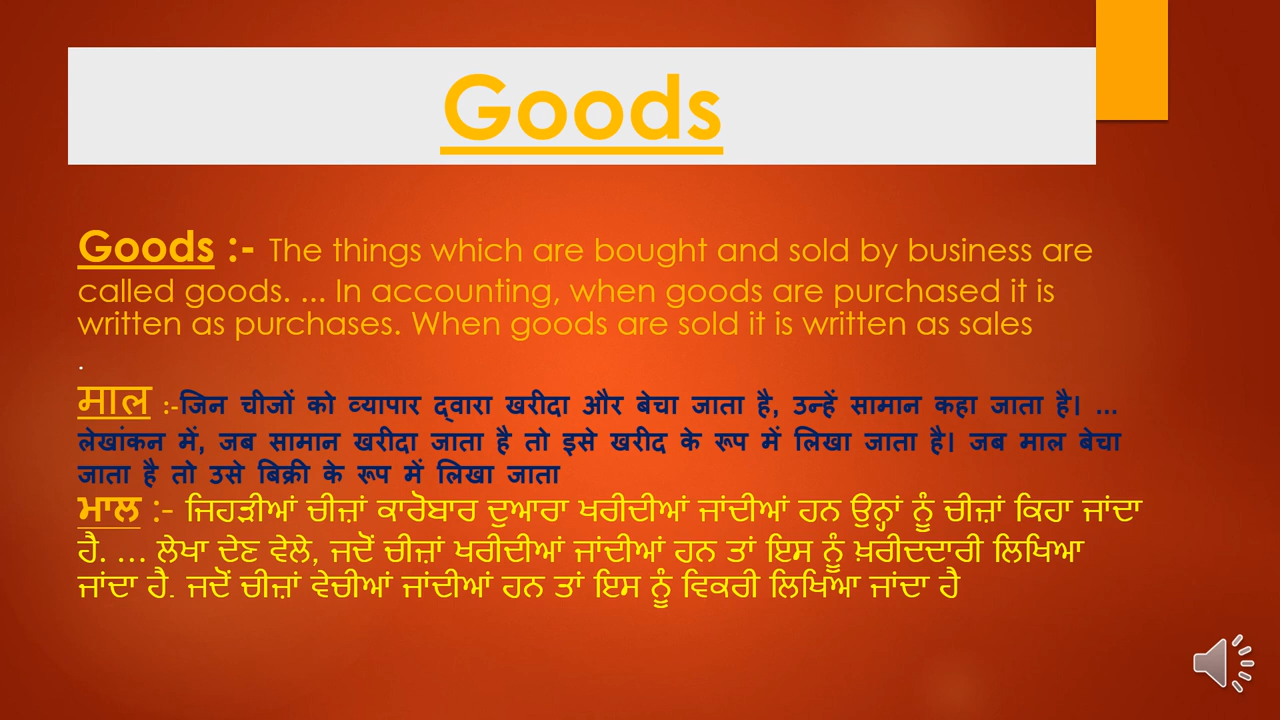 Goods
Goods :- The things which are bought and sold by business are
called goods. ... In accounting, when goods are purchased it is
written as purchases. When goods are sold it is written as sales
.
माल :-जिन चीजों को व्यापार द्वारा खरीदा और बेचा जाता है, उन्हें सामान कहा जाता है। ...
लेखांकन में, जब सामान खरीदा जाता है तो इसे खरीद के रूप में लिखा जाता है। जब माल बेचा
जाता है तो उसे बिक्री के रूप में लिखा जाता
ਮਾਲ :- ਜਿਹੜੀਆਂ ਚੀਜ਼ਾਂ ਕਾਰੋਬਾਰ ਦੁਆਰਾ ਖਰੀਦੀਆਂ ਜਾਂਦੀਆਂ ਹਨ ਉਨ੍ਹਾਂ ਨੂੰ ਚੀਜ਼ਾਂ ਕਿਹਾ ਜਾਂਦਾ
ਹੈ. ... ਲੇਖਾ ਦੇਣ ਵੇਲੇ, ਜਦੋਂ ਚੀਜ਼ਾਂ ਖਰੀਦੀਆਂ ਜਾਂਦੀਆਂ ਹਨ ਤਾਂ ਇਸ ਨੂੰ ਖ਼ਰੀਦਦਾਰੀ ਲਿਖਿਆ
ਜਾਂਦਾ ਹੈ. ਜਦੋਂ ਚੀਜ਼ਾਂ ਵੇਚੀਆਂ ਜਾਂਦੀਆਂ ਹਨ ਤਾਂ ਇਸ ਨੂੰ ਵਿਕਰੀ ਲਿਖਿਆ ਜਾਂਦਾ ਹੈ